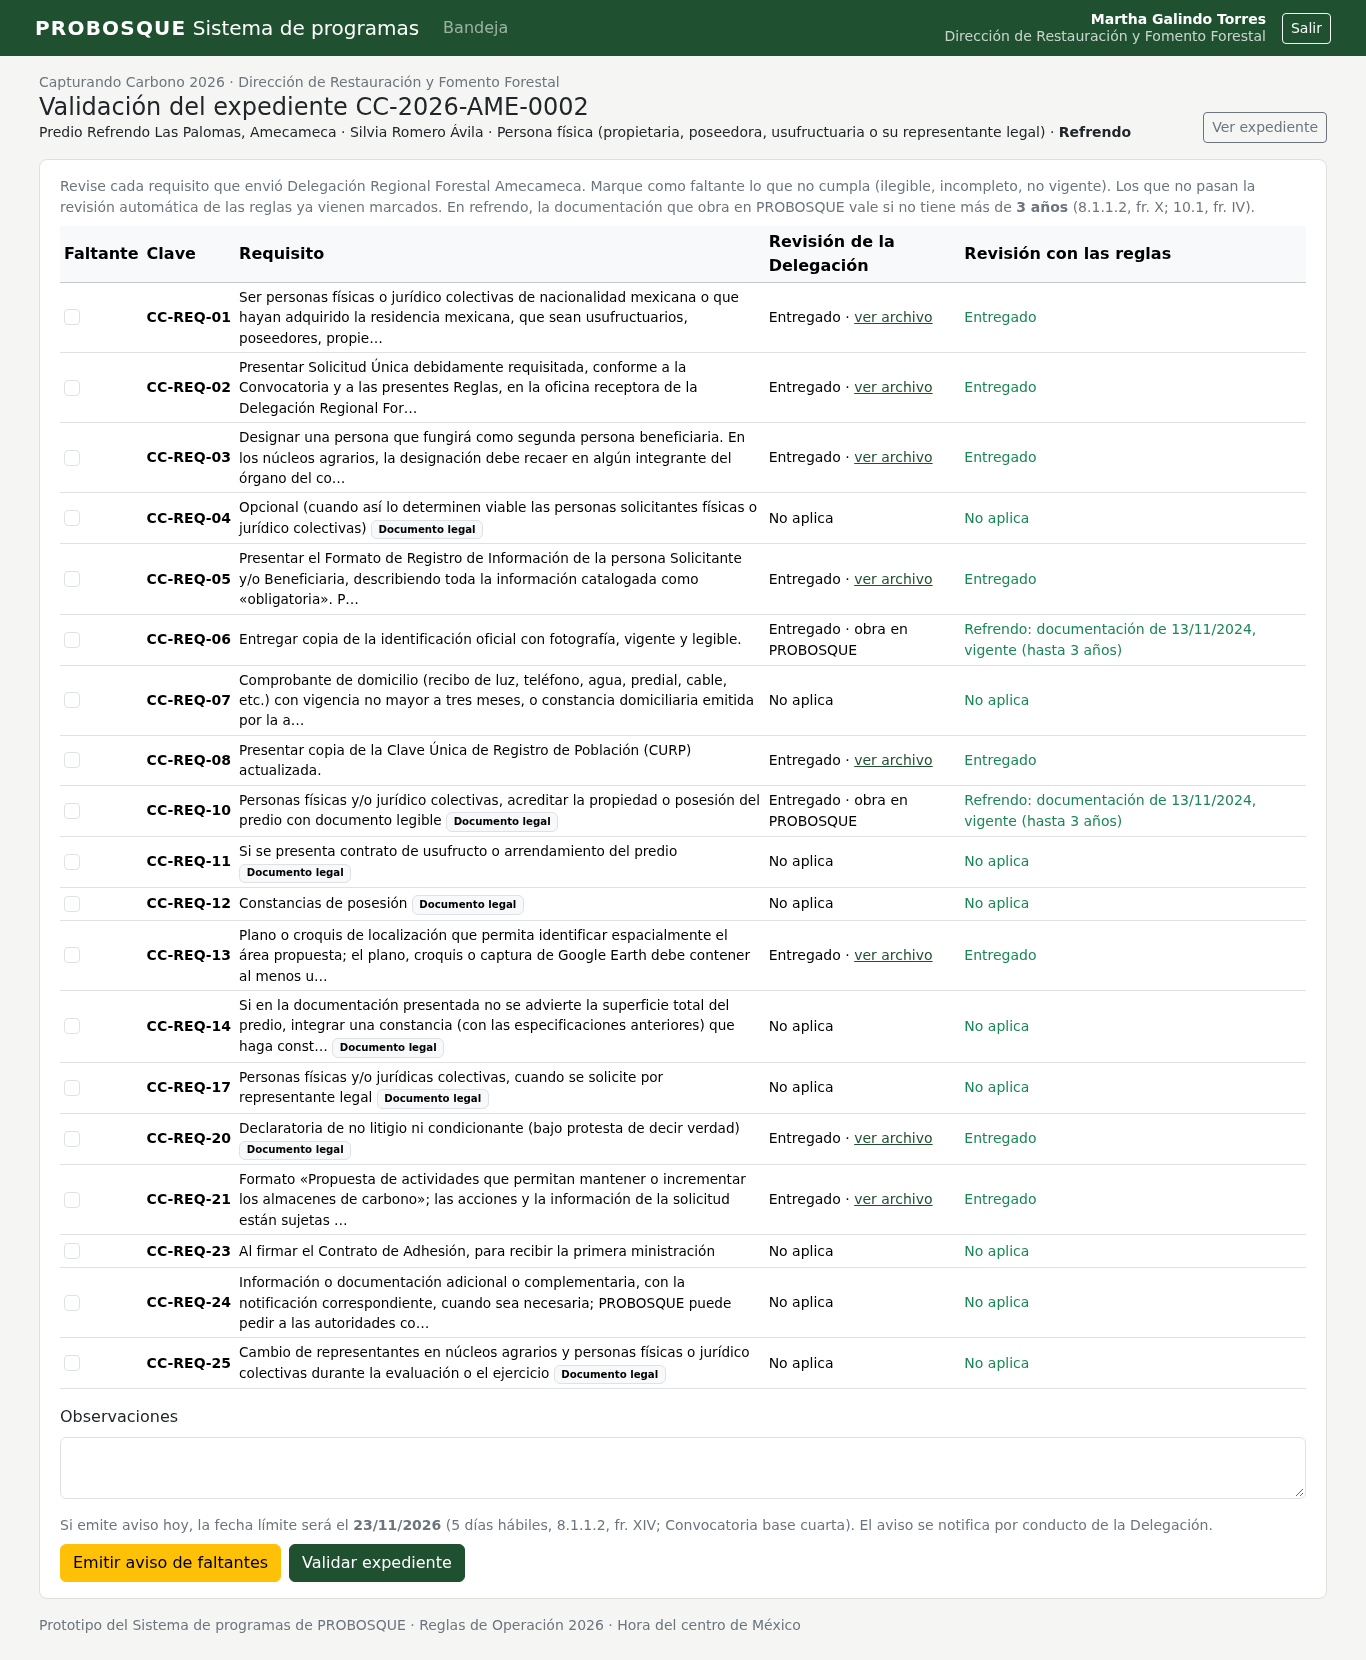 PROBOSQUE Sistema de programas Bandeja
Martha Galindo Torres
Dirección de Restauración y Fomento Forestal
Salir
Capturando Carbono 2026 · Dirección de Restauración y Fomento Forestal
Validación del expediente CC-2026-AME-0002
Predio Refrendo Las Palomas, Amecameca · Silvia Romero Ávila · Persona física (propietaria, poseedora, usufructuaria o su representante legal) · Refrendo
Ver expediente
Revise cada requisito que envió Delegación Regional Forestal Amecameca. Marque como faltante lo que no cumpla (ilegible, incompleto, no vigente). Los que no pasan la
revisión automática de las reglas ya vienen marcados. En refrendo, la documentación que obra en PROBOSQUE vale si no tiene más de 3 años (8.1.1.2, fr. X; 10.1, fr. IV).
Faltante Clave Requisito Revisión de la Delegación Revisión con las reglas
CC-REQ-01
Ser personas físicas o jurídico colectivas de nacionalidad mexicana o que
hayan adquirido la residencia mexicana, que sean usufructuarios,
poseedores, propie…
Entregado · ver archivo
Entregado
CC-REQ-02
Presentar Solicitud Única debidamente requisitada, conforme a la
Convocatoria y a las presentes Reglas, en la oficina receptora de la
Delegación Regional For…
Entregado · ver archivo
Entregado
CC-REQ-03
Designar una persona que fungirá como segunda persona beneficiaria. En
los núcleos agrarios, la designación debe recaer en algún integrante del
órgano del co…
Entregado · ver archivo
Entregado
CC-REQ-04
Opcional (cuando así lo determinen viable las personas solicitantes físicas o
jurídico colectivas) Documento legal
No aplica
No aplica
CC-REQ-05
Presentar el Formato de Registro de Información de la persona Solicitante
y/o Beneficiaria, describiendo toda la información catalogada como
«obligatoria». P…
Entregado · ver archivo
Entregado
CC-REQ-06
Entregar copia de la identificación oficial con fotografía, vigente y legible.
Entregado · obra en
PROBOSQUE
Refrendo: documentación de 13/11/2024,
vigente (hasta 3 años)
CC-REQ-07
Comprobante de domicilio (recibo de luz, teléfono, agua, predial, cable,
etc.) con vigencia no mayor a tres meses, o constancia domiciliaria emitida
por la a…
No aplica
No aplica
CC-REQ-08
Presentar copia de la Clave Única de Registro de Población (CURP)
actualizada.
Entregado · ver archivo
Entregado
CC-REQ-10
Personas físicas y/o jurídico colectivas, acreditar la propiedad o posesión del
predio con documento legible Documento legal
Entregado · obra en
PROBOSQUE
Refrendo: documentación de 13/11/2024,
vigente (hasta 3 años)
CC-REQ-11
Si se presenta contrato de usufructo o arrendamiento del predio
Documento legal
No aplica
No aplica
CC-REQ-12
Constancias de posesión Documento legal
No aplica
No aplica
CC-REQ-13
Plano o croquis de localización que permita identificar espacialmente el
área propuesta; el plano, croquis o captura de Google Earth debe contener
al menos u…
Entregado · ver archivo
Entregado
CC-REQ-14
Si en la documentación presentada no se advierte la superficie total del
predio, integrar una constancia (con las especificaciones anteriores) que
haga const… Documento legal
No aplica
No aplica
CC-REQ-17
Personas físicas y/o jurídicas colectivas, cuando se solicite por
representante legal Documento legal
No aplica
No aplica
CC-REQ-20
Declaratoria de no litigio ni condicionante (bajo protesta de decir verdad)
Documento legal
Entregado · ver archivo
Entregado
CC-REQ-21
Formato «Propuesta de actividades que permitan mantener o incrementar
los almacenes de carbono»; las acciones y la información de la solicitud
están sujetas …
Entregado · ver archivo
Entregado
CC-REQ-23
Al firmar el Contrato de Adhesión, para recibir la primera ministración
No aplica
No aplica
CC-REQ-24
Información o documentación adicional o complementaria, con la
notificación correspondiente, cuando sea necesaria; PROBOSQUE puede
pedir a las autoridades co…
No aplica
No aplica
CC-REQ-25
Cambio de representantes en núcleos agrarios y personas físicas o jurídico
colectivas durante la evaluación o el ejercicio Documento legal
No aplica
No aplica
Observaciones
Si emite aviso hoy, la fecha límite será el 23/11/2026 (5 días hábiles, 8.1.1.2, fr. XIV; Convocatoria base cuarta). El aviso se notifica por conducto de la Delegación.
Emitir aviso de faltantes Validar expediente
Prototipo del Sistema de programas de PROBOSQUE · Reglas de Operación 2026 · Hora del centro de México